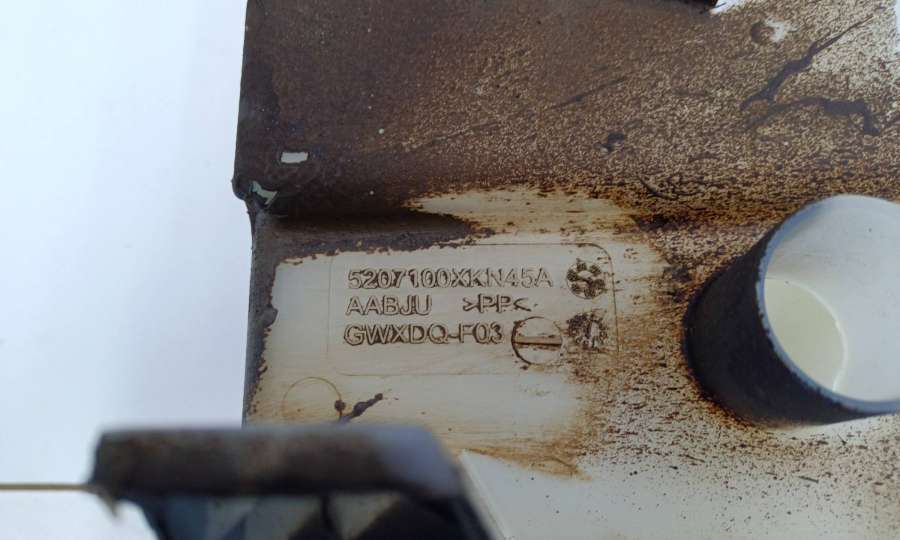 5207100XKN45A
AABJU >PP<
GWXDQ-F03